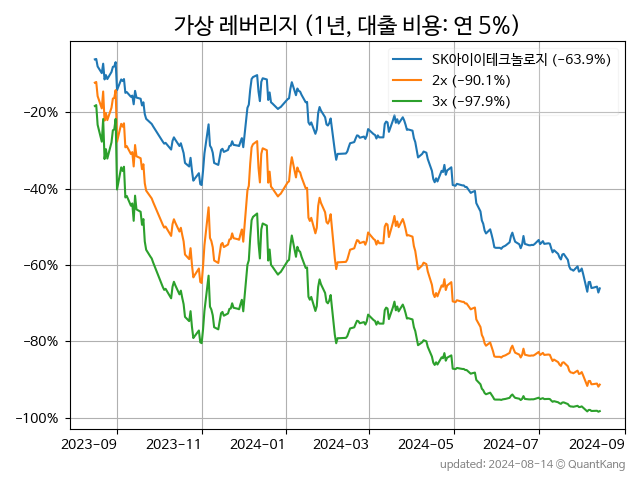 가상 레버리지 (1년, 대출 비용: 연 5%)
SK아이이테크놀로지 (−63.9%)
2x (−90.1%)
3x (−97.9%)
−20%
−40%
−60%
−80%
−100%
2023-09 2023-11 2024-01 2024-03 2024-05 2024-07 2024-09
updated: 2024-08-14 © QuantKang